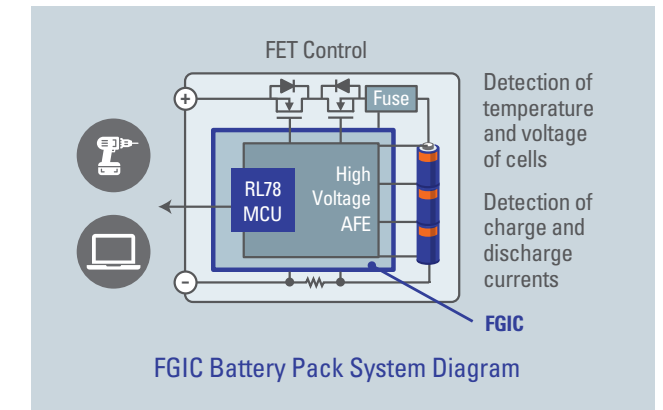 FET Control
+
Fuse
Detection of
temperature
and voltage
of cells
High
Voltage
AFE
RL78
MCU
Detection of
charge and
discharge
currents
-
FGIC
FGIC Battery Pack System Diagram